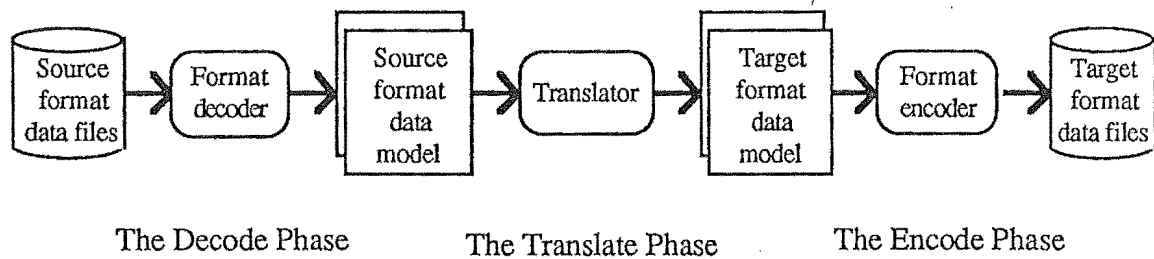 Source
format
data files
Format
decoder
Source
format
data
model
Translator
Target
format
data
model
Format
encoder
Target
format
data files
The Decode Phase
The Translate Phase
The Encode Phase